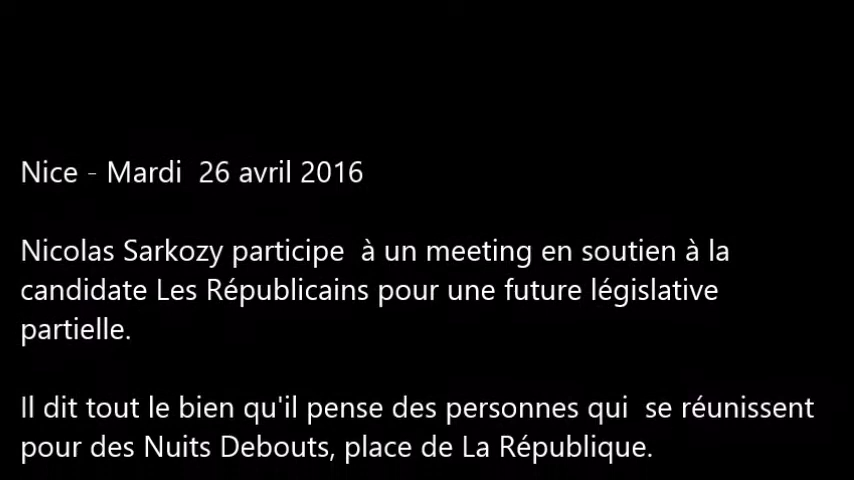 Nice - Mardi  26 avril 2016
Nicolas Sarkozy participe  à un meeting en soutien à la
candidate Les Républicains pour une future législative
partielle.
Il dit tout le bien qu'il pense des personnes qui  se réunissent
pour des Nuits Debouts, place de La République.